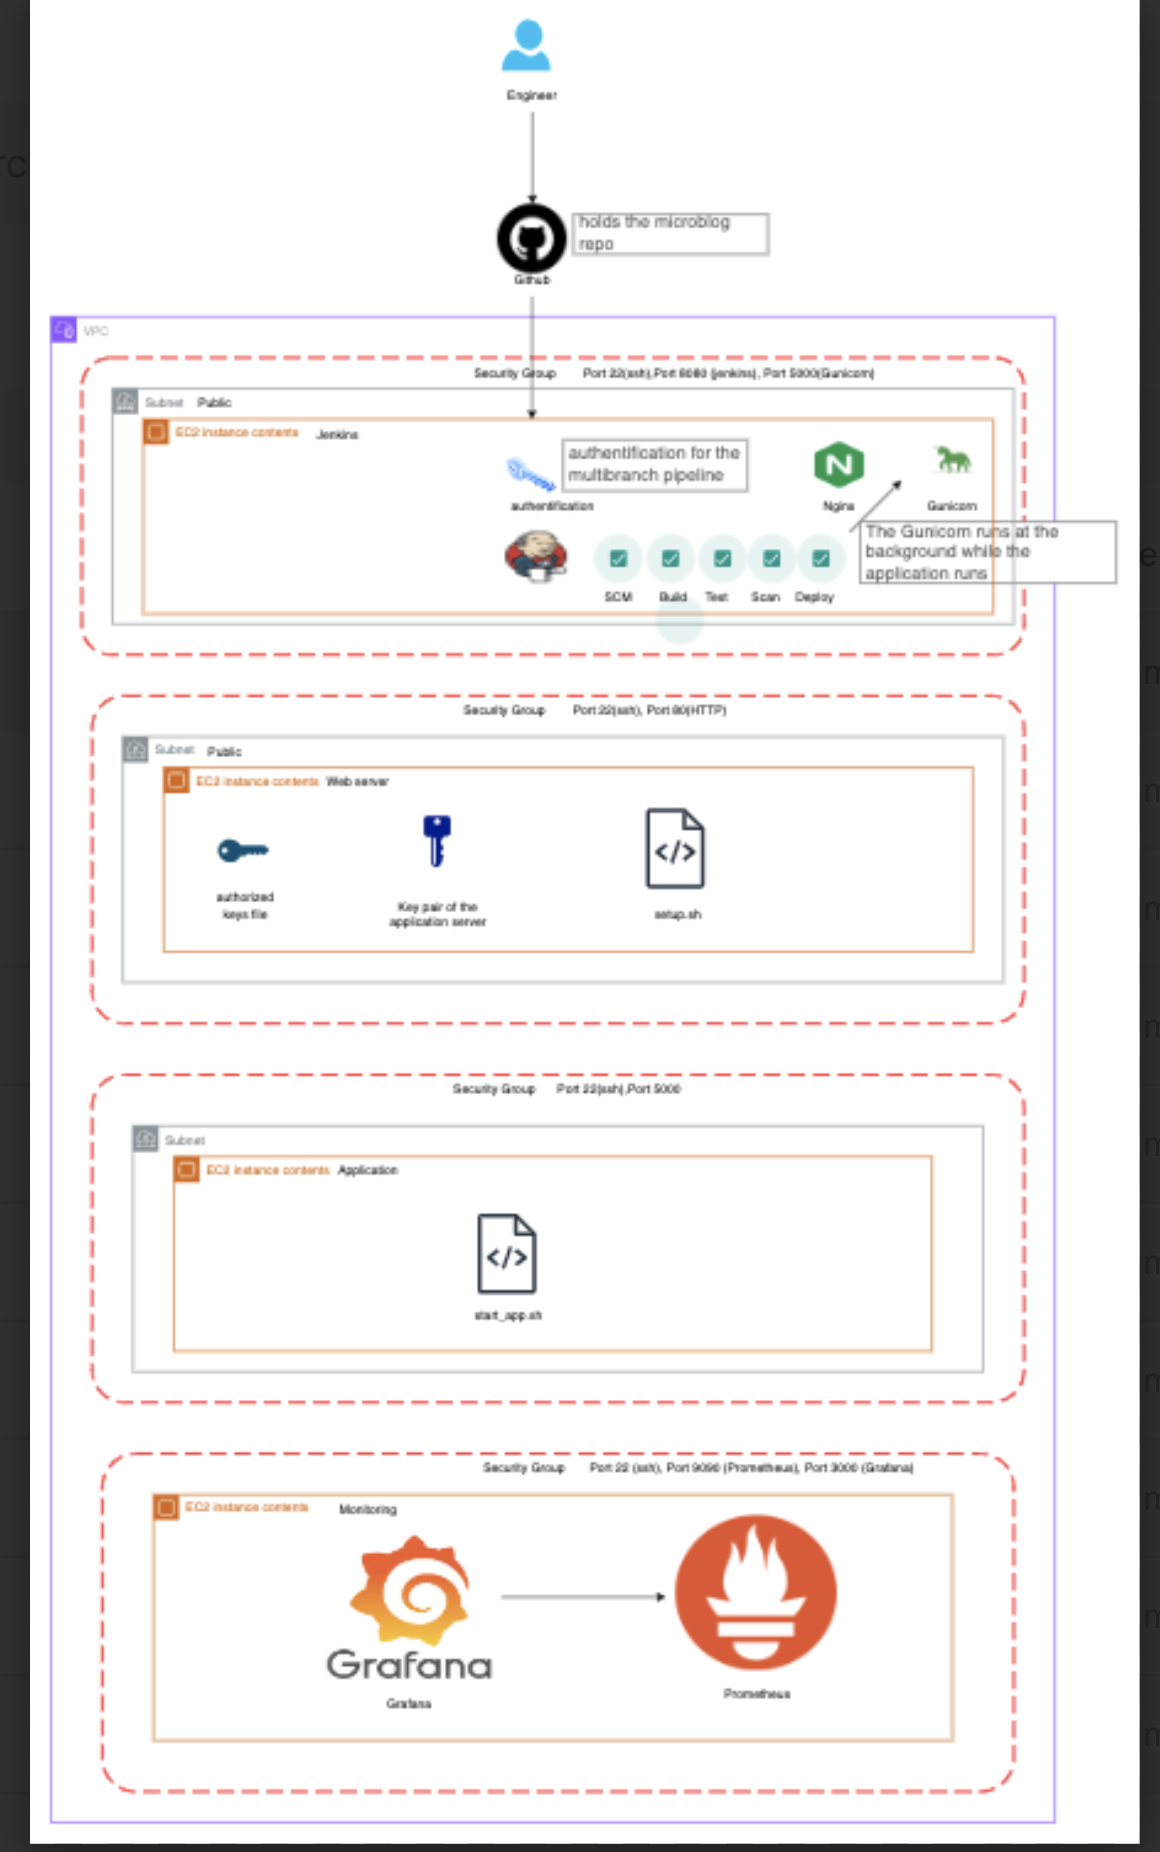 Engineer
holds the microblog
repo
Github
VPC
Security Group Port 22(ssh),Port 8080 (jenkins), Port 5000(Gunicorn)
Subnet Public
EC2 instance contents Jenkins
authentification for the
multibranch pipeline
authentification
Nginx
Gunicorn
The Gunicorn runs at the
background while the
application runs
SCM Build Test Scan Deploy
Security Group Port 22(ssh), Port 80(HTTP)
Subnet Public
EC2 instance contents Web server
authorized
keys file
Key pair of the
application server
</>
setup.sh
Security Group Port 22(ssh),Port 5000
Subnet
EC2 instance contents Application
</>
start_app.sh
Security Group Port 22 (ssh), Port 9090 (Prometheus), Port 3000 (Grafana)
EC2 instance contents Monitoring
Grafana
Grafana
Prometheus